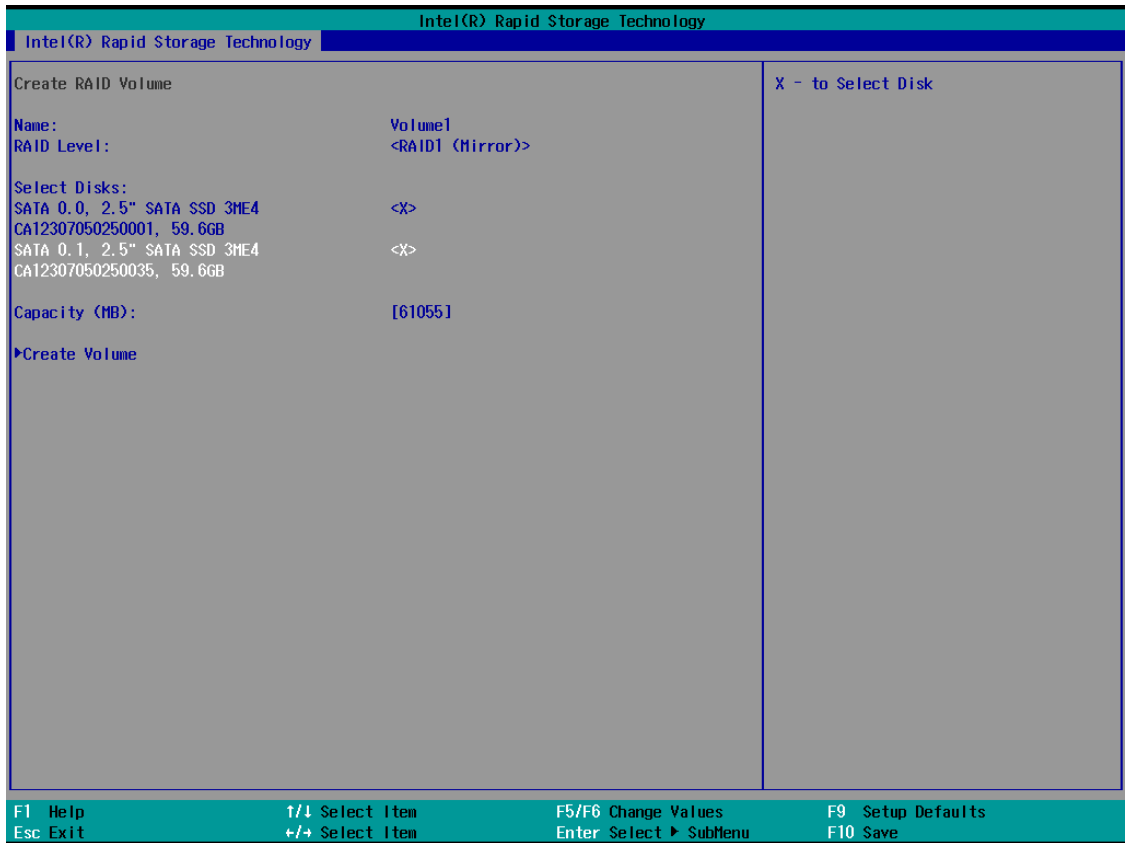 Intel(R) Rapid Storage Technology
Intel(R) Rapid Storage Technology
Create RAID Volume
X - to Select Disk
Name: Volume1
RAID Level: <RAID1 (Mirror)>
Select Disks:
SATA 0.0, 2.5" SATA SSD 3ME4 <X>
CA12307050250001, 59.6GB
SATA 0.1, 2.5" SATA SSD 3ME4 <X>
CA12307050250035, 59.6GB
Capacity (MB): [61055]
►Create Volume
F1 Help ↑/↓ Select Item F5/F6 Change Values F9 Setup Defaults
Esc Exit ←/→ Select Item Enter Select ► SubMenu F10 Save